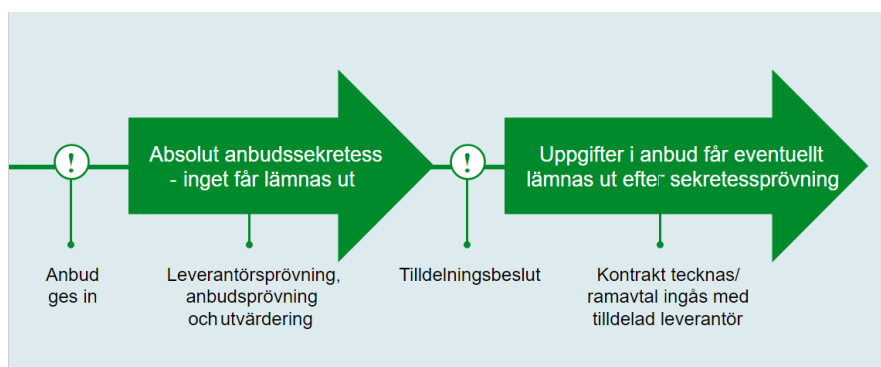 !
Absolut anbudssekretess
- inget får lämnas ut
!
Uppgifter i anbud får eventuellt
lämnas ut efter sekretessprövning
Anbud
ges in
Leverantörsprövning,
anbudsprövning
och utvärdering
Tilldelningsbeslut
Kontrakt tecknas/
ramavtal ingås med
tilldelad leverantör